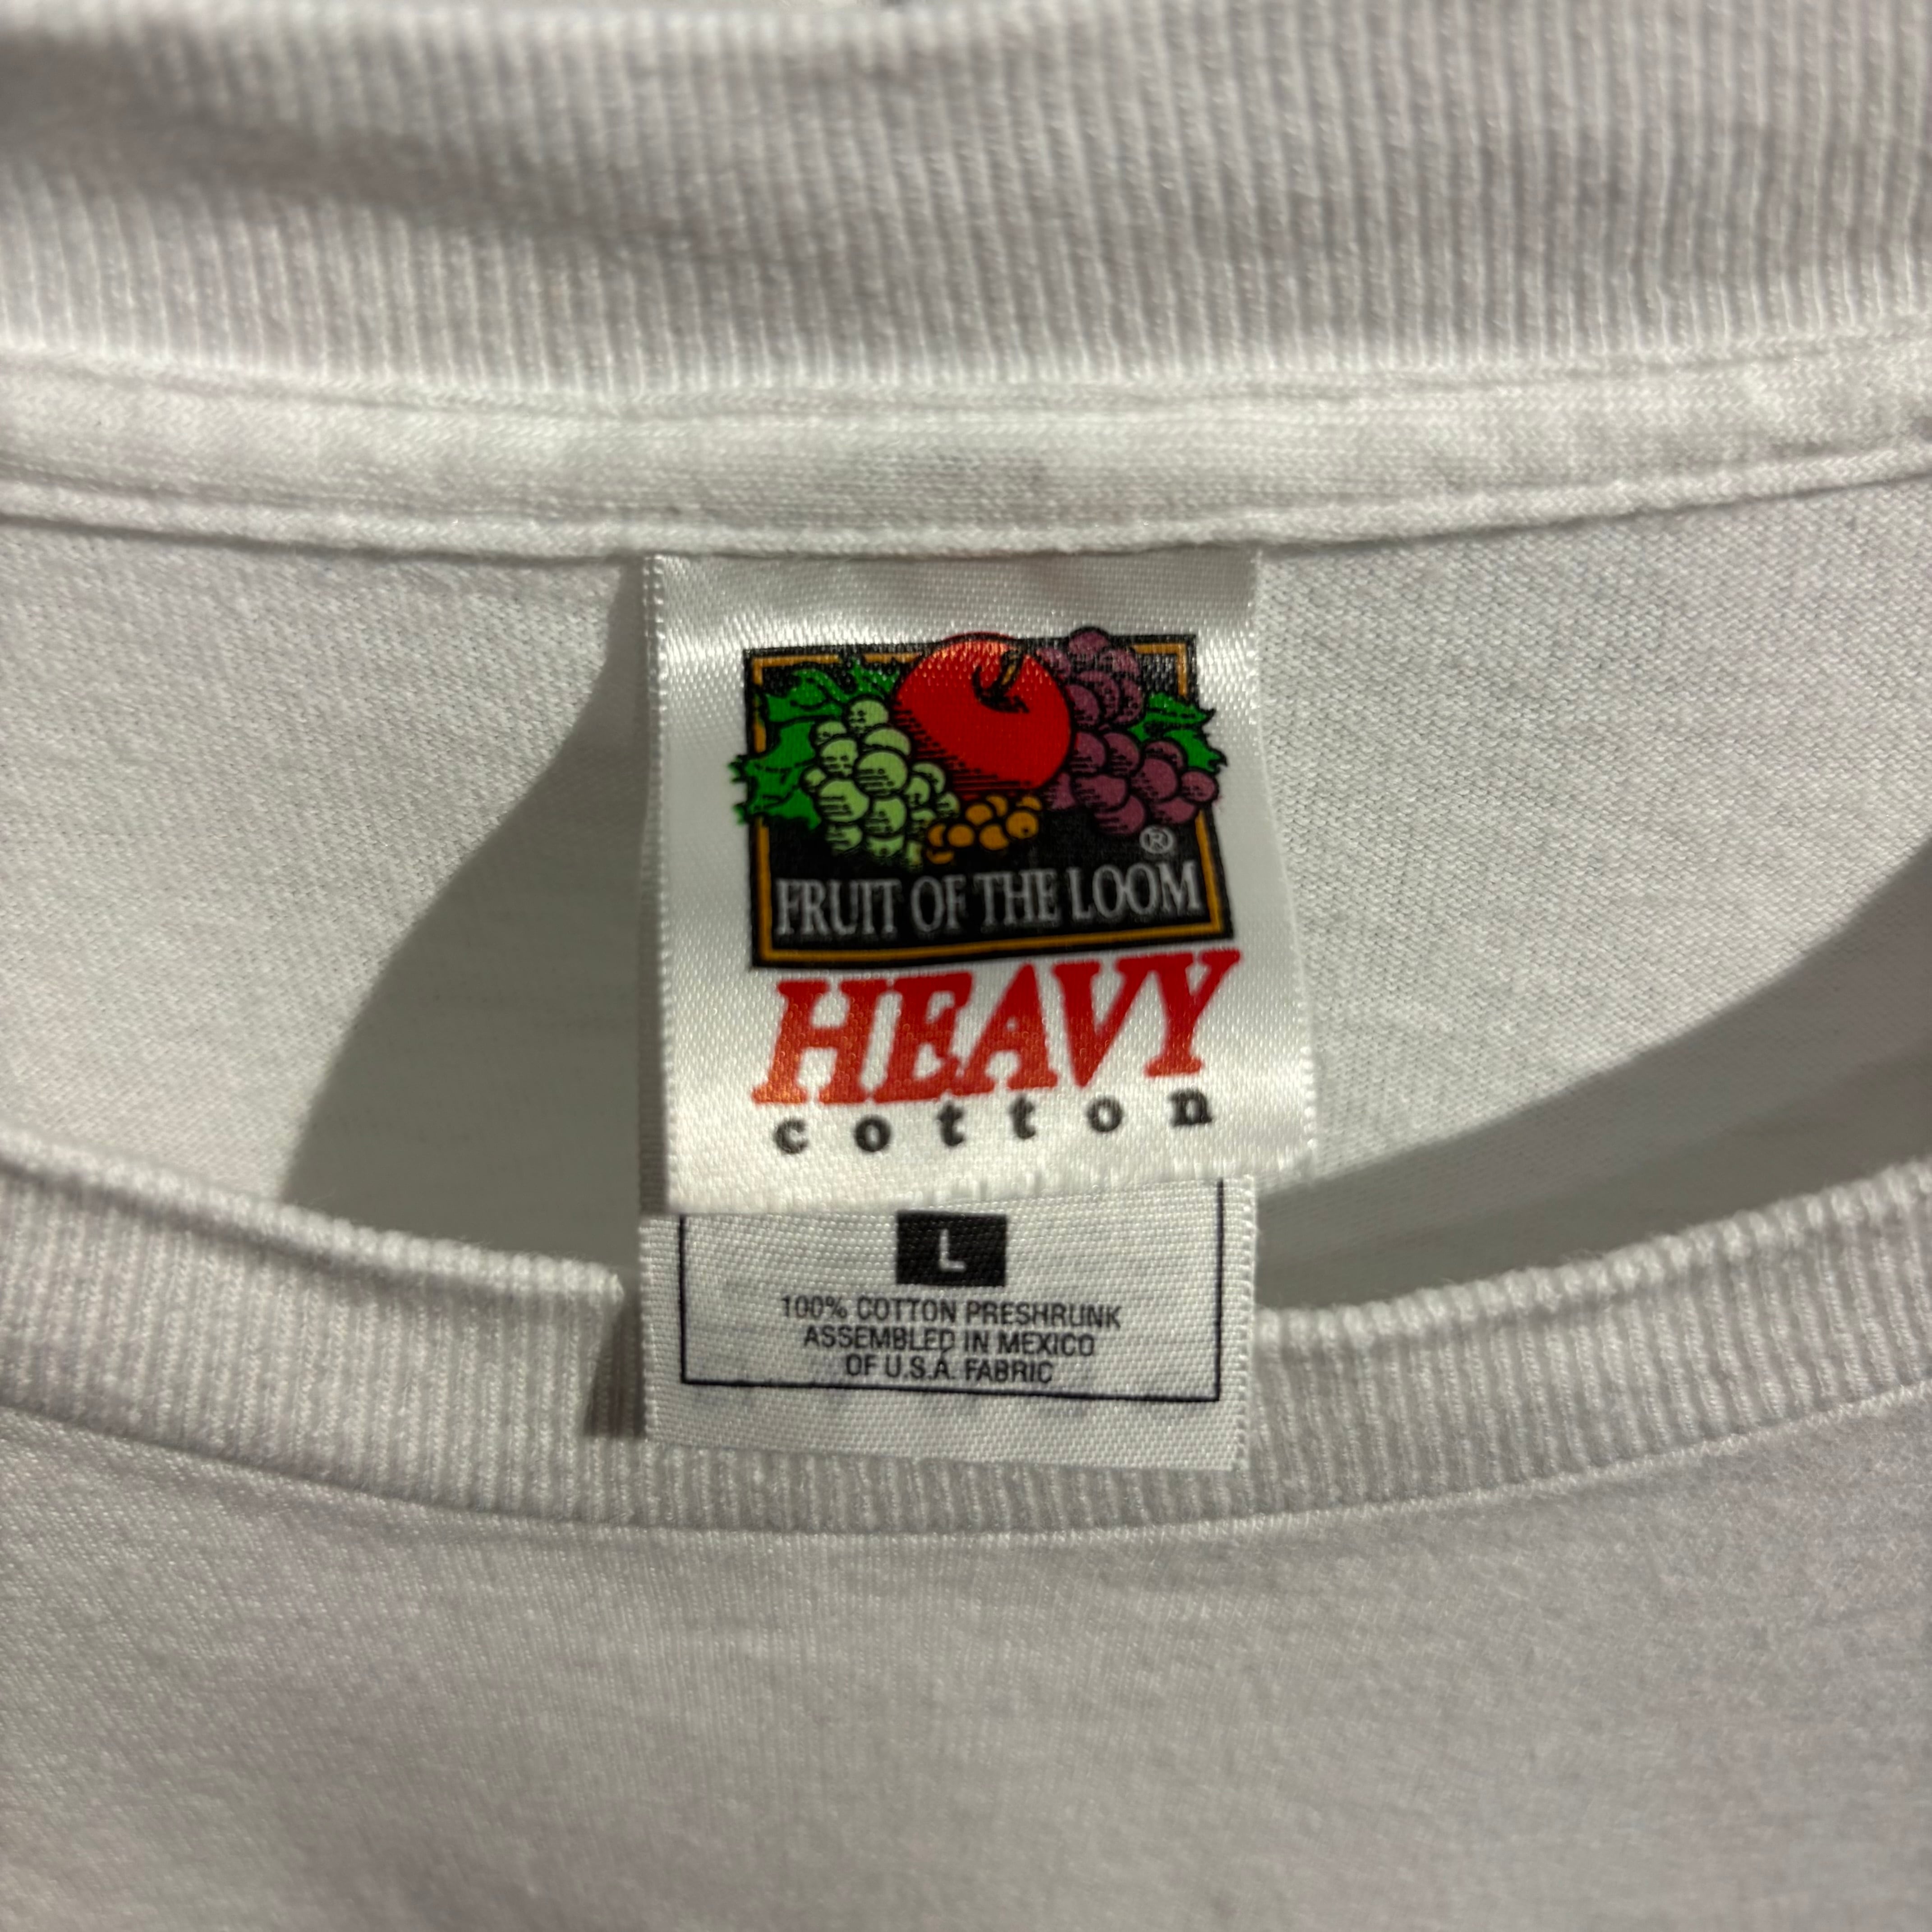 ®
FRUIT OF THE LOOM
HEAVY
cotton
L
100% COTTON PRESHRUNK
ASSEMBLED IN MEXICO
OF U.S.A. FABRIC